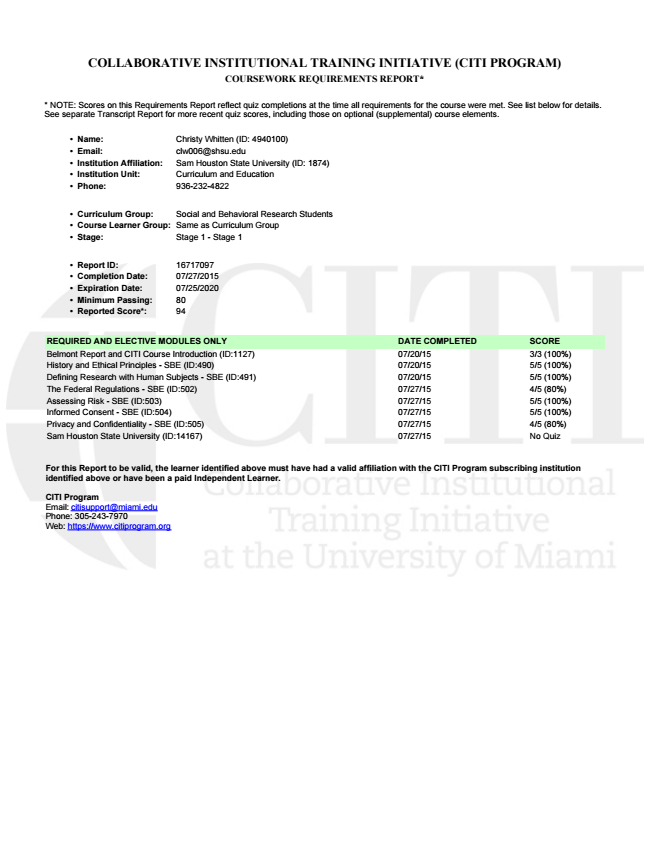 COLLABORATIVE INSTITUTIONAL TRAINING INITIATIVE (CITI PROGRAM)
COURSEWORK REQUIREMENTS REPORT*
* NOTE: Scores on this Requirements Report reflect quiz completions at the time all requirements for the course were met. See list below for details.
See separate Transcript Report for more recent quiz scores, including those on optional (supplemental) course elements.
• Name: Christy Whitten (ID: 4940100)
• Email: clw006@shsu.edu
• Institution Affiliation: Sam Houston State University (ID: 1874)
• Institution Unit: Curriculum and Education
• Phone: 936-232-4822
• Curriculum Group: Social and Behavioral Research Students
• Course Learner Group: Same as Curriculum Group
• Stage: Stage 1 - Stage 1
• Report ID: 16717097
• Completion Date: 07/27/2015
• Expiration Date: 07/25/2020
• Minimum Passing: 80
• Reported Score*: 94
REQUIRED AND ELECTIVE MODULES ONLY DATE COMPLETED SCORE
Belmont Report and CITI Course Introduction (ID:1127) 07/20/15 3/3 (100%)
History and Ethical Principles - SBE (ID:490) 07/20/15 5/5 (100%)
Defining Research with Human Subjects - SBE (ID:491) 07/20/15 5/5 (100%)
The Federal Regulations - SBE (ID:502) 07/27/15 4/5 (80%)
Assessing Risk - SBE (ID:503) 07/27/15 5/5 (100%)
Informed Consent - SBE (ID:504) 07/27/15 5/5 (100%)
Privacy and Confidentiality - SBE (ID:505) 07/27/15 4/5 (80%)
Sam Houston State University (ID:14167) 07/27/15 No Quiz
For this Report to be valid, the learner identified above must have had a valid affiliation with the CITI Program subscribing institution
identified above or have been a paid Independent Learner.
CITI Program
Email: citisupport@miami.edu
Phone: 305-243-7970
Web: https://www.citiprogram.org
CITI
Collaborative Institutional
Training Initiative
at the University of Miami